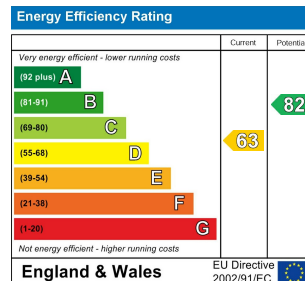 Energy Efficiency Rating
Current Potential
Very energy efficient - lower running costs
(92 plus) A
(81-91) B
(69-80) C
(55-68) D
(39-54) E
(21-38) F
(1-20) G
63
82
Not energy efficient - higher running costs
England & Wales
EU Directive
2002/91/EC